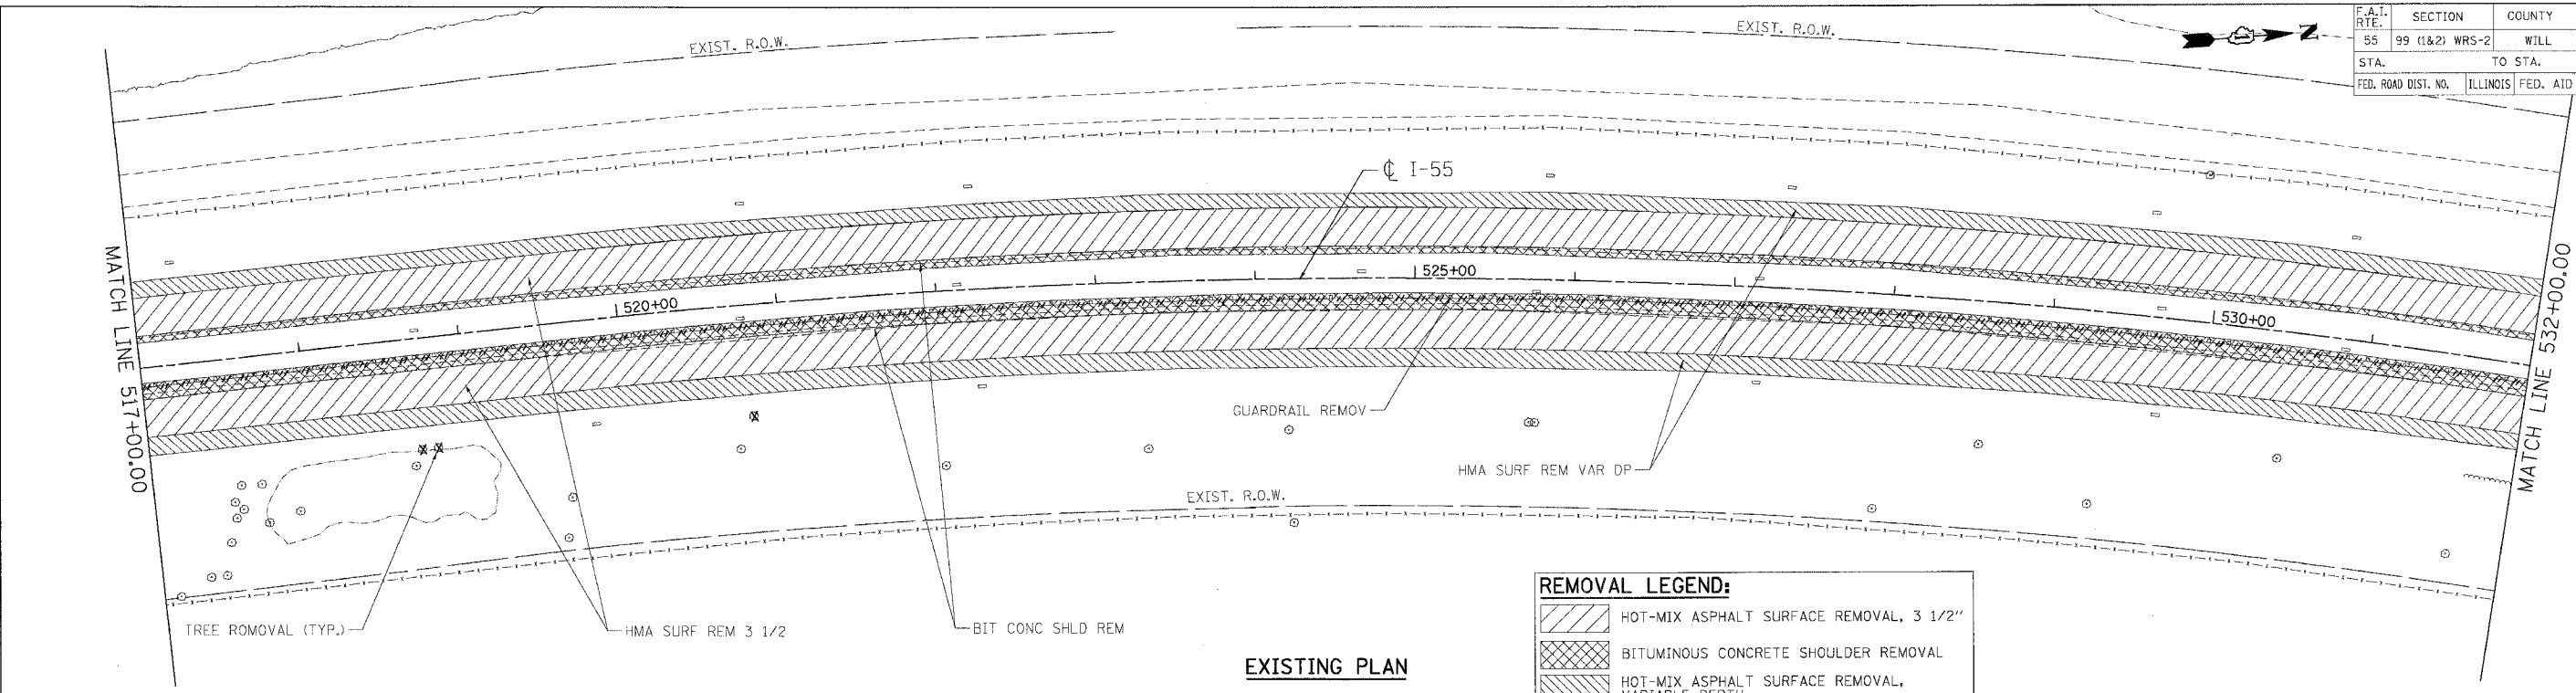 EXIST. R.O.W.
EXIST. R.O.W.
N
F.A.I. RTE. SECTION COUNTY
55 99 (1&2) WRS-2 WILL
STA. TO STA.
FED. ROAD DIST. NO. ILLINOIS FED. AID
℄ I-55
MATCH LINE 517+00.00
520+00
525+00
530+00
MATCH LINE 532+00.00
GUARDRAIL REMOV
HMA SURF REM VAR DP
EXIST. R.O.W.
TREE ROMOVAL (TYP.)
HMA SURF REM 3 1/2
BIT CONC SHLD REM
EXISTING PLAN
REMOVAL LEGEND:
HOT-MIX ASPHALT SURFACE REMOVAL, 3 1/2"
BITUMINOUS CONCRETE SHOULDER REMOVAL
HOT-MIX ASPHALT SURFACE REMOVAL,
VARIABLE DEPTH